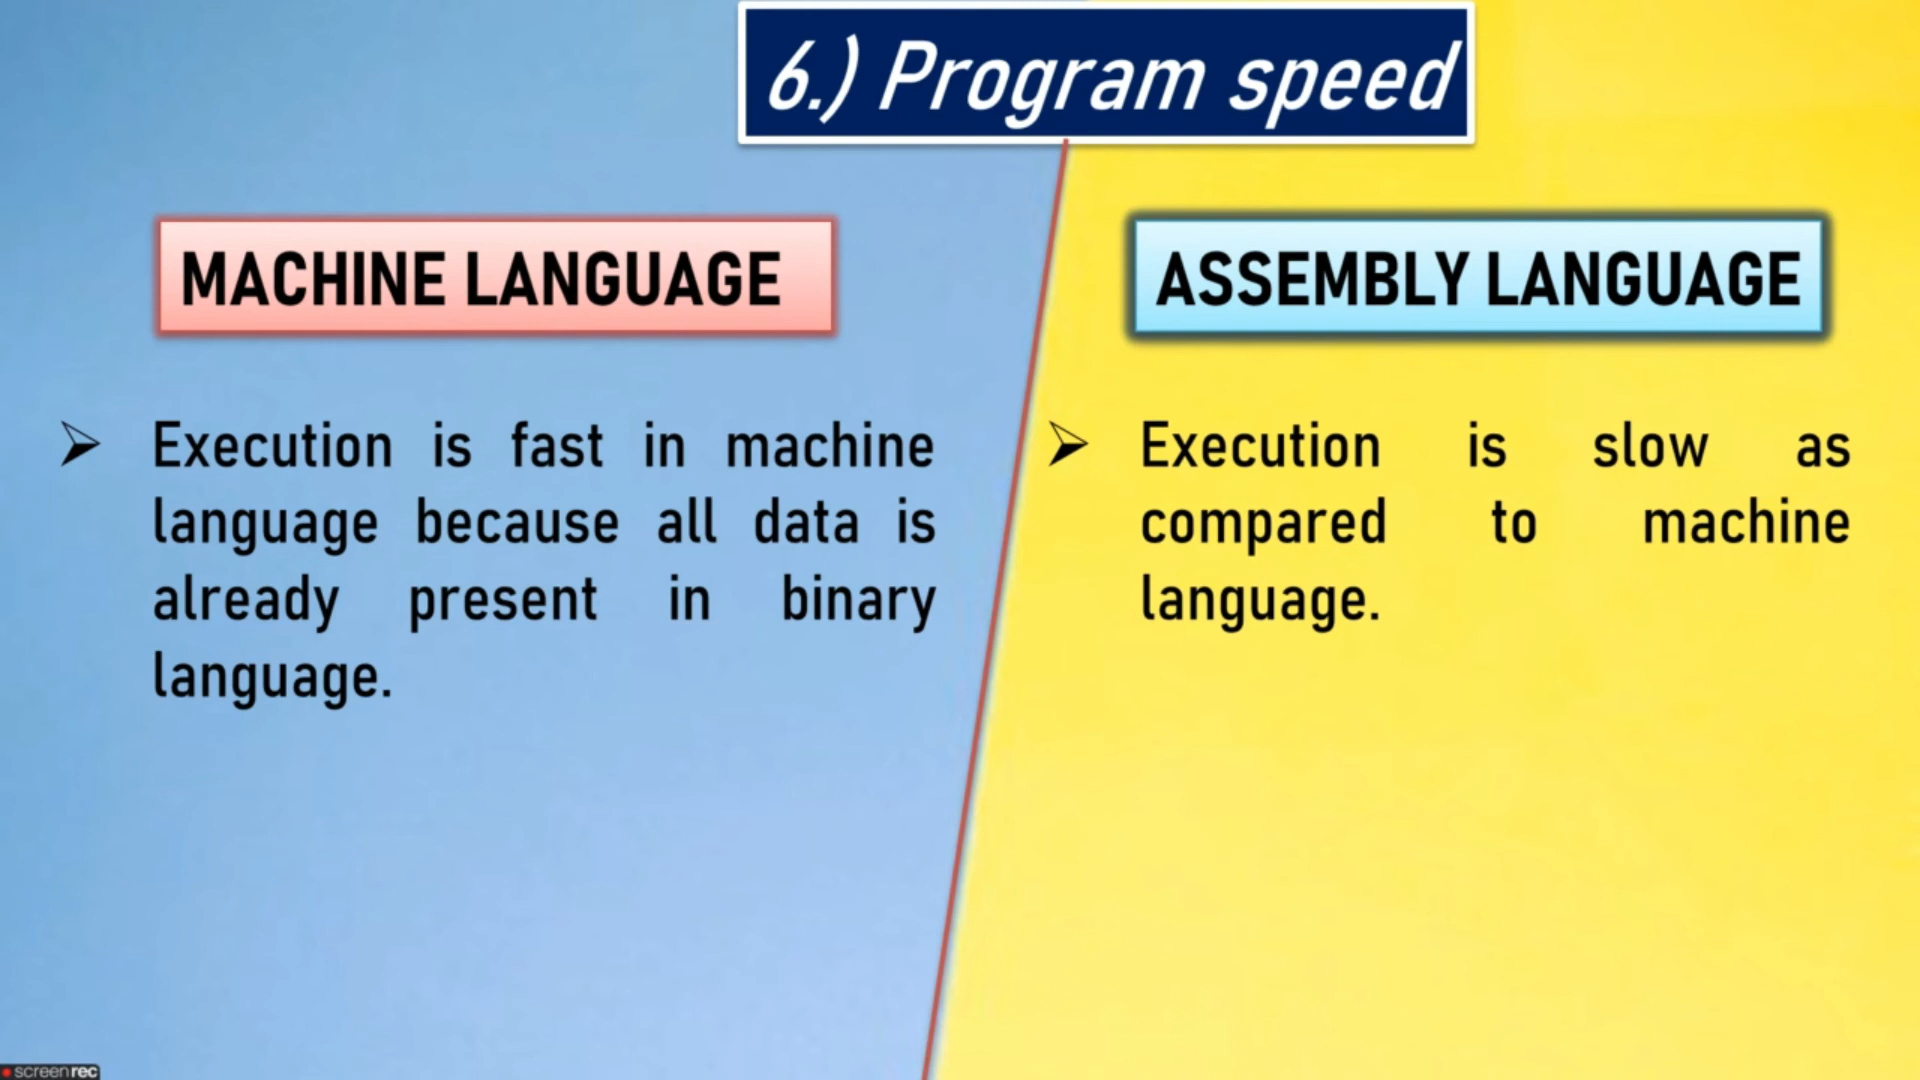 6.) Program speed
MACHINE LANGUAGE
➢ Execution is fast in machine
language because all data is
already present in binary
language.
ASSEMBLY LANGUAGE
➢ Execution is slow as
compared to machine
language.
screenrec